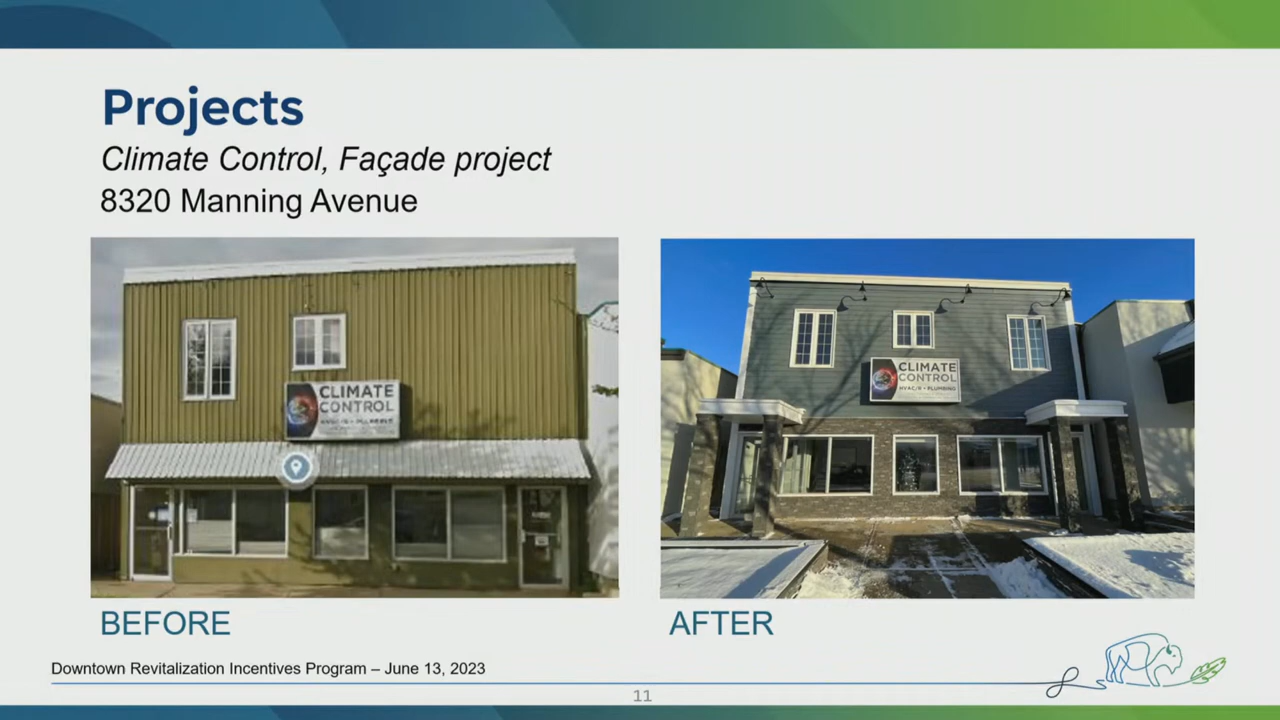 Projects
Climate Control, Façade project
8320 Manning Avenue
CLIMATE
CONTROL
CLIMATE
CONTROL
HVAC/R • PLUMBING
BEFORE
AFTER
Downtown Revitalization Incentives Program – June 13, 2023
11